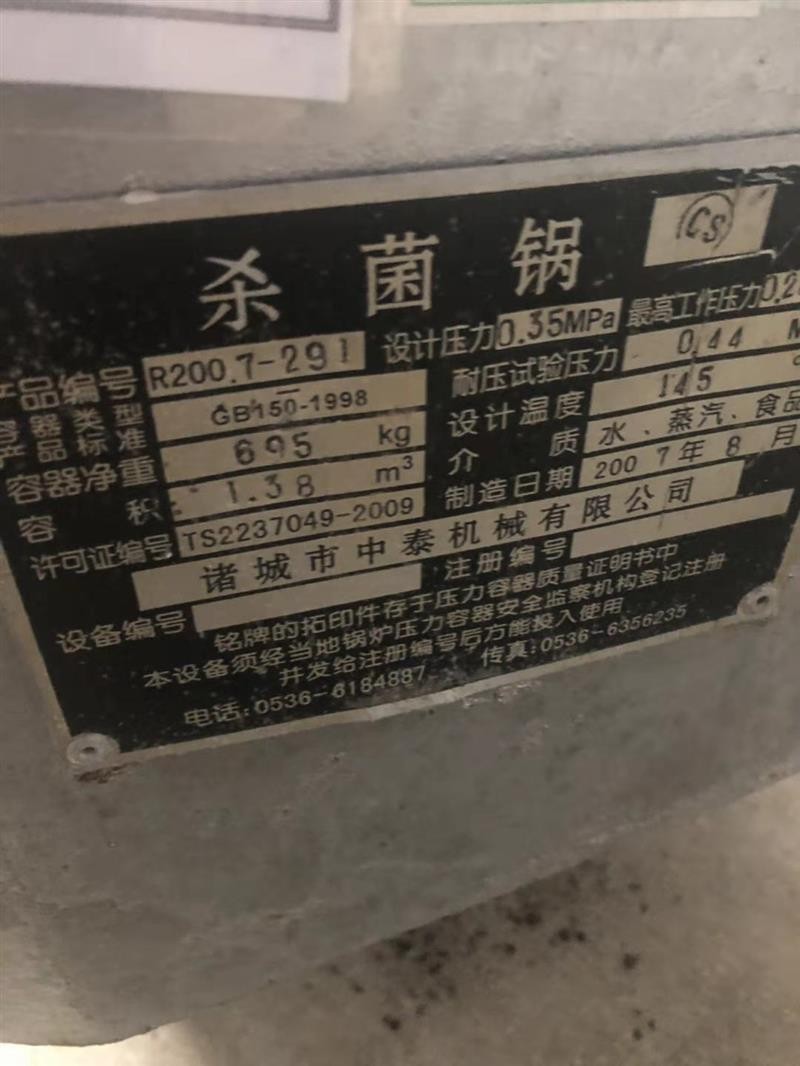 CS
杀菌锅
产品编号 R200.7-291 设计压力 0.35MPa 最高工作压力
容器类型 耐压试验压力 0.44
产品标准 GB150-1998 设计温度 145
容器净重 695 kg 介质 水、蒸汽、食品
容积 1.38 m³ 制造日期 2007年8月
许可证编号 TS2237049-2009
诸城市中泰机械有限公司
设备编号 注册编号
铭牌的拓印件存于压力容器质量证明书中
本设备须经当地锅炉压力容器安全监察机构登记注册
并发给注册编号后方能投入使用
电话:0536-6184887 传真:0536-6356235